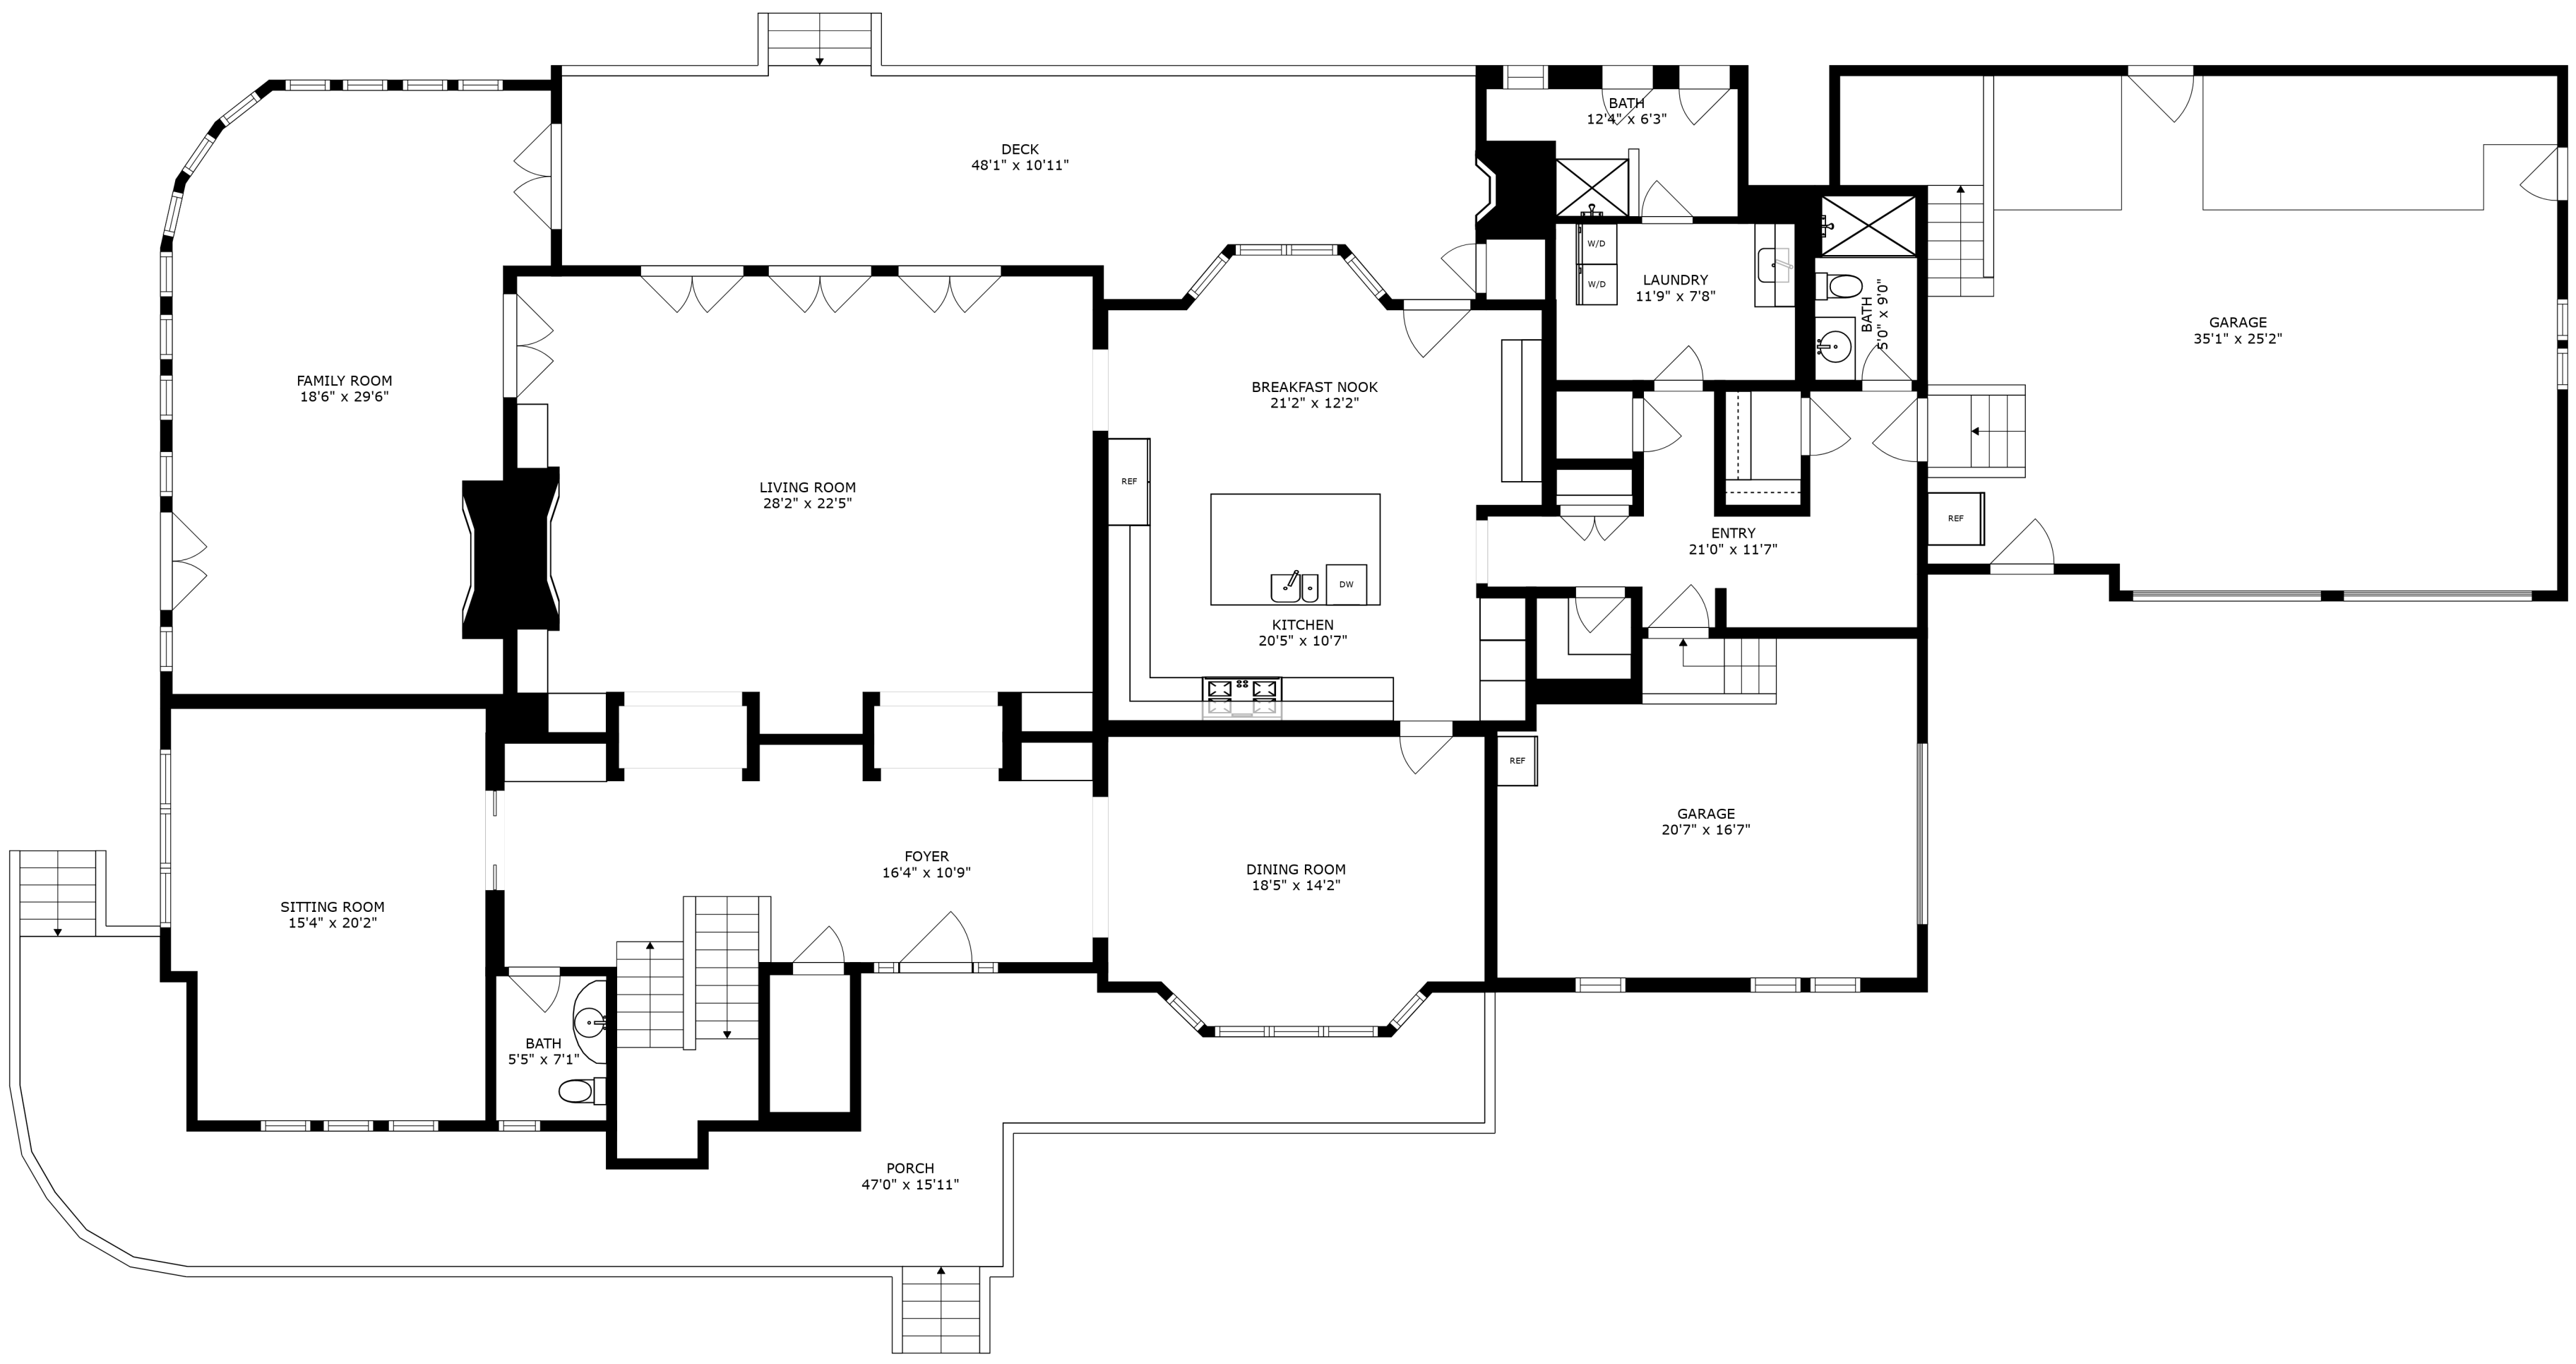 DECK
48'1" x 10'11"
BATH
12'4" x 6'3"
W/D
W/D
LAUNDRY
11'9" x 7'8"
BATH
5'0" x 9'0"
GARAGE
35'1" x 25'2"
FAMILY ROOM
18'6" x 29'6"
BREAKFAST NOOK
21'2" x 12'2"
LIVING ROOM
28'2" x 22'5"
REF
REF
ENTRY
21'0" x 11'7"
DW
KITCHEN
20'5" x 10'7"
REF
GARAGE
20'7" x 16'7"
FOYER
16'4" x 10'9"
DINING ROOM
18'5" x 14'2"
SITTING ROOM
15'4" x 20'2"
BATH
5'5" x 7'1"
PORCH
47'0" x 15'11"